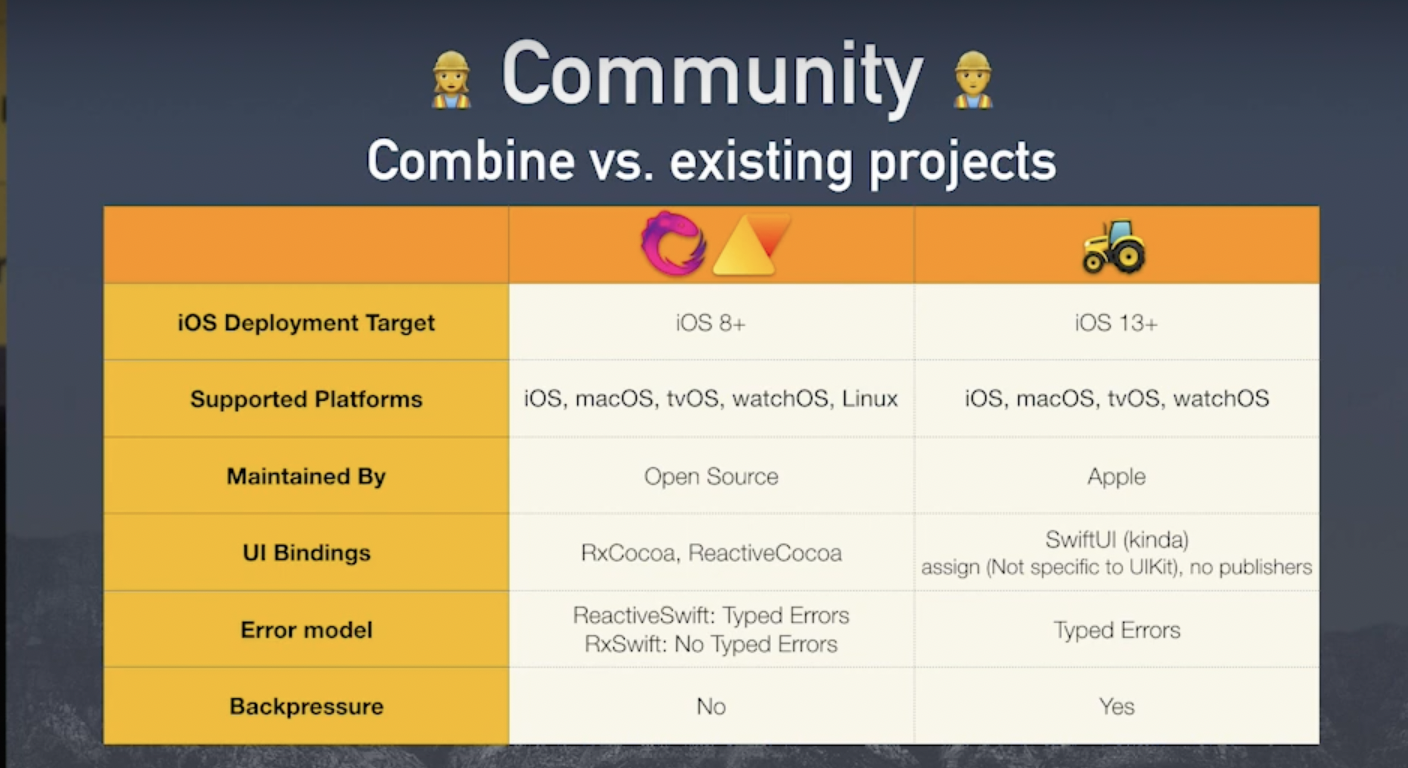 Community
Combine vs. existing projects
iOS Deployment Target
iOS 8+
iOS 13+
Supported Platforms
iOS, macOS, tvOS, watchOS, Linux
iOS, macOS, tvOS, watchOS
Maintained By
Open Source
Apple
UI Bindings
RxCocoa, ReactiveCocoa
SwiftUI (kinda)
assign (Not specific to UIKit), no publishers
Error model
ReactiveSwift: Typed Errors
RxSwift: No Typed Errors
Typed Errors
Backpressure
No
Yes